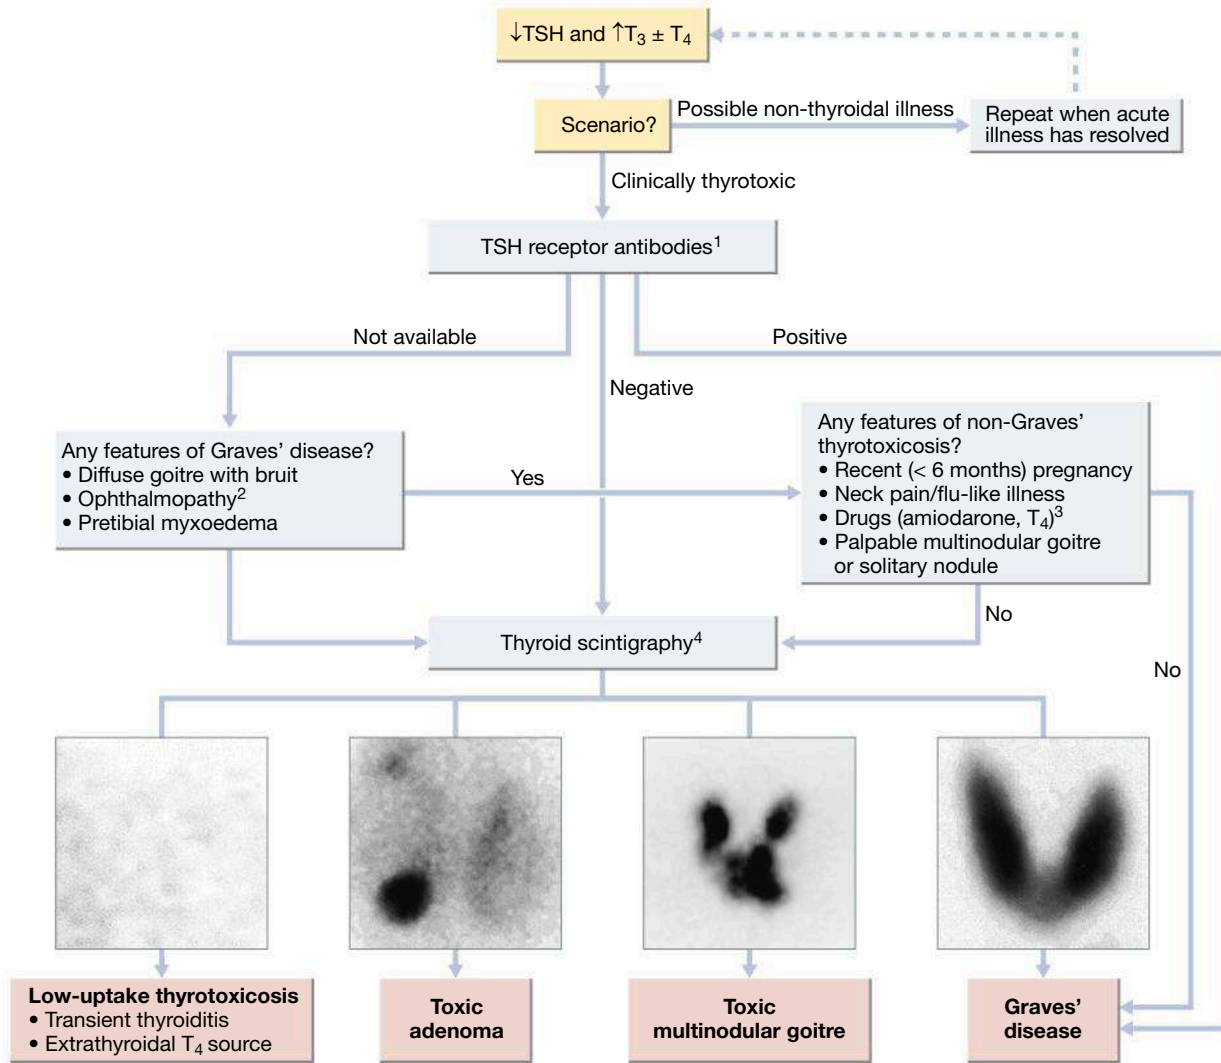 ↓TSH and ↑T₃ ± T₄
Scenario?
Possible non-thyroidal illness
Repeat when acute
illness has resolved
Clinically thyrotoxic
TSH receptor antibodies¹
Not available
Positive
Negative
Any features of Graves’ disease?
• Diffuse goitre with bruit
• Ophthalmopathy²
• Pretibial myxoedema
Yes
Any features of non-Graves’
thyrotoxicosis?
• Recent (< 6 months) pregnancy
• Neck pain/flu-like illness
• Drugs (amiodarone, T₄)³
• Palpable multinodular goitre
or solitary nodule
No
Thyroid scintigraphy⁴
No
Low-uptake thyrotoxicosis
• Transient thyroiditis
• Extrathyroidal T₄ source
Toxic
adenoma
Toxic
multinodular goitre
Graves’
disease